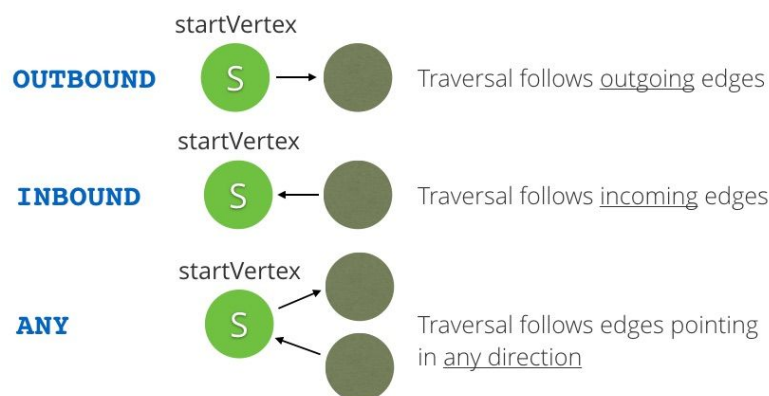 startVertex
OUTBOUND S Traversal follows outgoing edges
startVertex
INBOUND S Traversal follows incoming edges
startVertex
ANY S Traversal follows edges pointing
in any direction